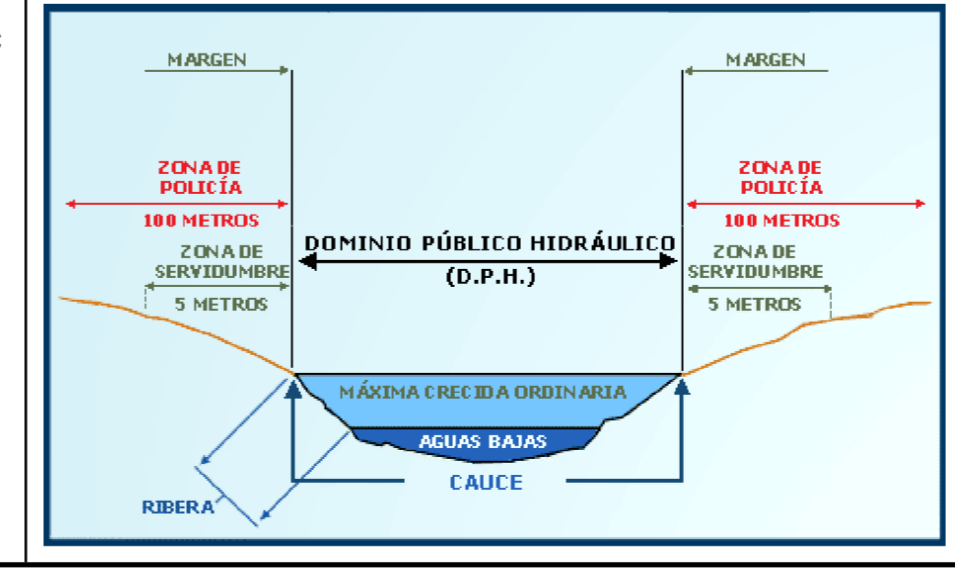 MARGEN
MARGEN
ZONA DE
POLICÍA
100 METROS
ZONA DE
POLICÍA
100 METROS
DOMINIO PÚBLICO HIDRÁULICO
(D.P.H.)
ZONA DE
SERVIDUMBRE
5 METROS
ZONA DE
SERVIDUMBRE
5 METROS
MÁXIMA CRECIDA ORDINARIA
AGUAS BAJAS
CAUCE
RIBERA